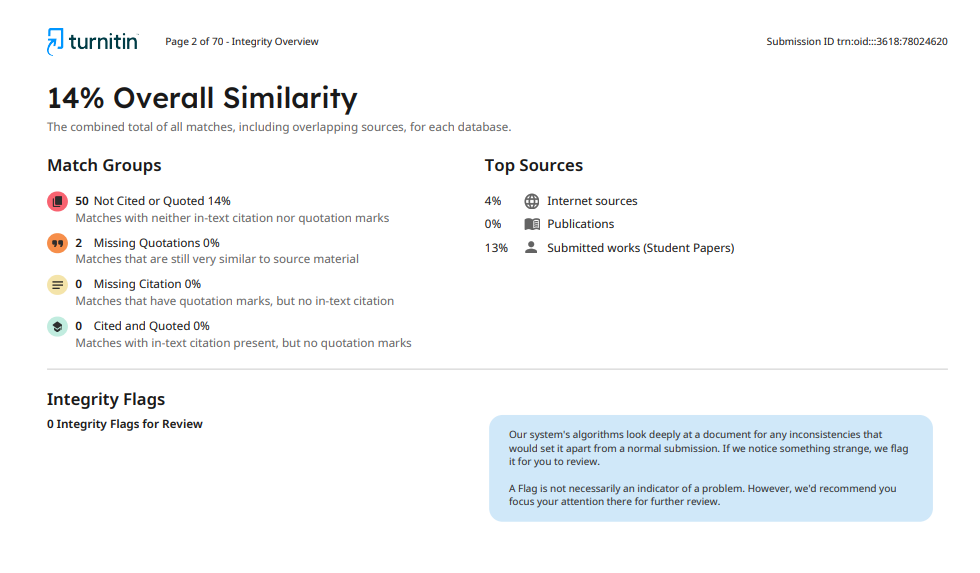 turnitin
Page 2 of 70 - Integrity Overview
Submission ID trn:oid:::3618:78024620
14% Overall Similarity
The combined total of all matches, including overlapping sources, for each database.
Match Groups
50 Not Cited or Quoted 14%
Matches with neither in-text citation nor quotation marks
2 Missing Quotations 0%
Matches that are still very similar to source material
0 Missing Citation 0%
Matches that have quotation marks, but no in-text citation
0 Cited and Quoted 0%
Matches with in-text citation present, but no quotation marks
Top Sources
4% Internet sources
0% Publications
13% Submitted works (Student Papers)
Integrity Flags
0 Integrity Flags for Review
Our system's algorithms look deeply at a document for any inconsistencies that
would set it apart from a normal submission. If we notice something strange, we flag
it for you to review.
A Flag is not necessarily an indicator of a problem. However, we'd recommend you
focus your attention there for further review.